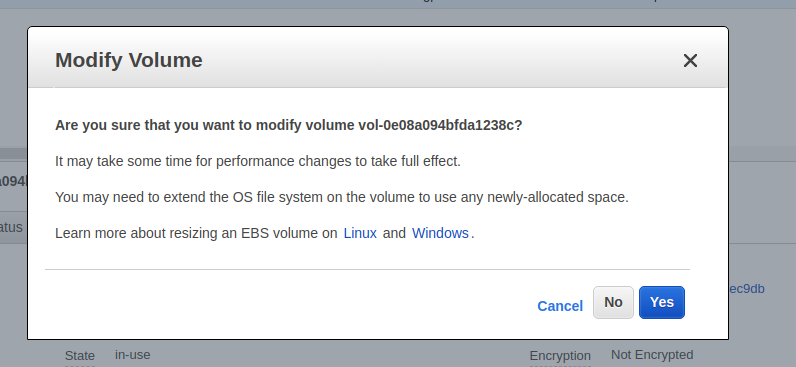 Modify Volume
Are you sure that you want to modify volume vol-0e08a094bfda1238c?
It may take some time for performance changes to take full effect.
You may need to extend the OS file system on the volume to use any newly-allocated space.
Learn more about resizing an EBS volume on Linux and Windows.
Cancel No Yes
ec9db
State in-use Encryption Not Encrypted